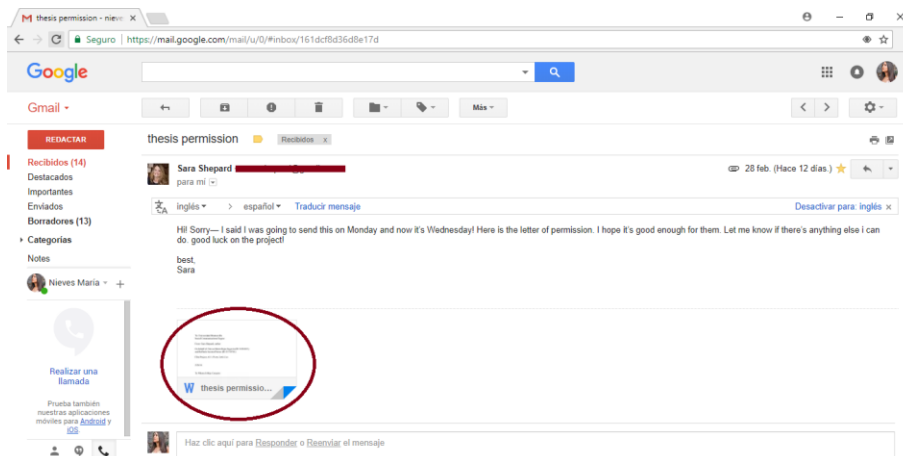 thesis permission - nieve
Seguro | https://mail.google.com/mail/u/0/#inbox/161dcf8d36d8e17d
Google
Gmail
Más
REDACTAR
Recibidos (14)
Destacados
Importantes
Enviados
Borradores (13)
Categorías
Notes
Nieves Maria
Realizar una
llamada
Prueba también
nuestras aplicaciones
móviles para Android y
iOS.
thesis permission
Recibidos x
Sara Shepard
para mí
28 feb. (Hace 12 días.)
inglés > español Traducir mensaje
Desactivar para: inglés x
Hi! Sorry— I said I was going to send this on Monday and now it's Wednesday! Here is the letter of permission. I hope it's good enough for them. Let me know if there's anything else i can
do. good luck on the project!
best,
Sara
W thesis permissio...
Haz clic aquí para Responder o Reenviar el mensaje